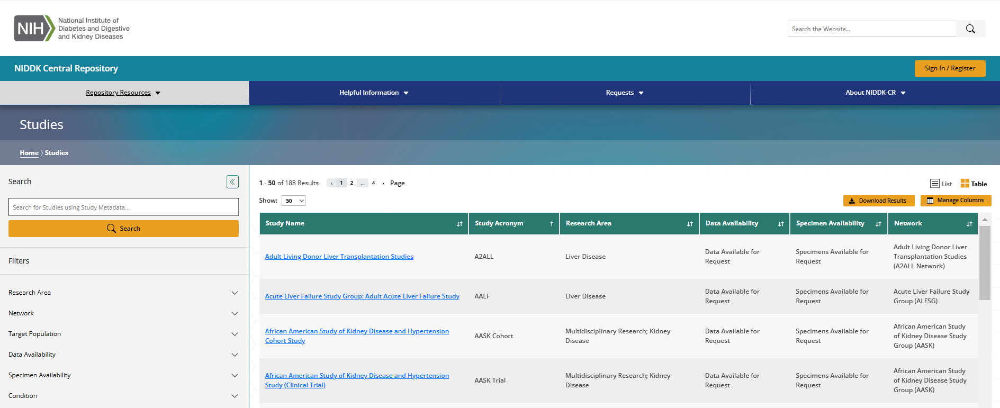 NIH
National Institute of
Diabetes and Digestive
and Kidney Diseases
Search the Website...
NIDDK Central Repository
Sign In / Register
Repository Resources
Helpful Information
Requests
About NIDDK-CR
Studies
Home > Studies
Search
Search for Studies using Study Metadata...
Search
Filters
Research Area
Network
Target Population
Data Availability
Specimen Availability
Condition
1 - 50 of 188 Results ‹ 1 2 ... 4 › Page
List Table
Show: 50
Download Results Manage Columns
Study Name Study Acronym Research Area Data Availability Specimen Availability Network
Adult Living Donor Liver Transplantation Studies
A2ALL
Liver Disease
Data Available for
Request
Specimens Available for
Request
Adult Living Donor Liver
Transplantation Studies
(A2ALL Network)
Acute Liver Failure Study Group: Adult Acute Liver Failure Study
AALF
Liver Disease
Data Available for
Request
Specimens Available for
Request
Acute Liver Failure Study
Group (ALFSG)
African American Study of Kidney Disease and Hypertension
Cohort Study
AASK Cohort
Multidisciplinary Research; Kidney
Disease
Data Available for
Request
Specimens Available for
Request
African American Study
of Kidney Disease Study
Group (AASK)
African American Study of Kidney Disease and Hypertension
Study (Clinical Trial)
AASK Trial
Multidisciplinary Research; Kidney
Disease
Data Available for
Request
Specimens Available for
Request
African American Study
of Kidney Disease Study
Group (AASK)